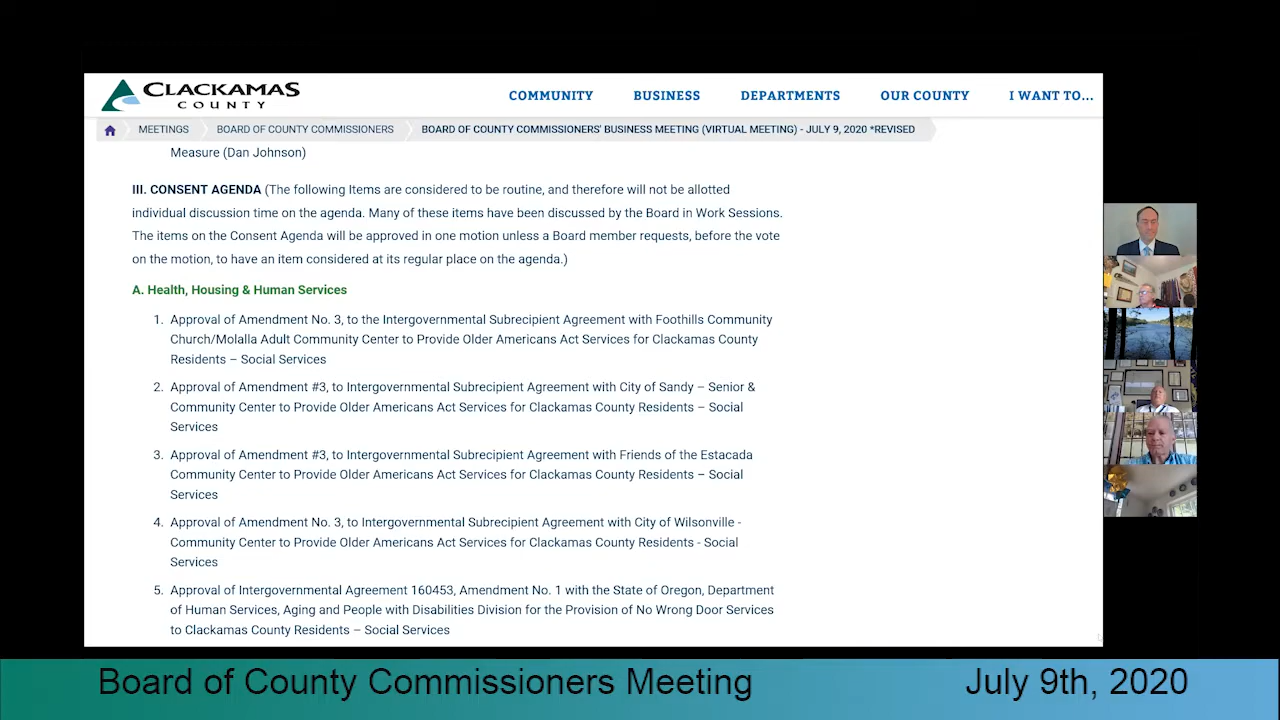 CLACKAMAS
COUNTY
COMMUNITY BUSINESS DEPARTMENTS OUR COUNTY I WANT TO...
MEETINGS BOARD OF COUNTY COMMISSIONERS BOARD OF COUNTY COMMISSIONERS' BUSINESS MEETING (VIRTUAL MEETING) - JULY 9, 2020 *REVISED
Measure (Dan Johnson)
III. CONSENT AGENDA (The following Items are considered to be routine, and therefore will not be allotted
individual discussion time on the agenda. Many of these items have been discussed by the Board in Work Sessions.
The items on the Consent Agenda will be approved in one motion unless a Board member requests, before the vote
on the motion, to have an item considered at its regular place on the agenda.)
A. Health, Housing & Human Services
1. Approval of Amendment No. 3, to the Intergovernmental Subrecipient Agreement with Foothills Community
Church/Molalla Adult Community Center to Provide Older Americans Act Services for Clackamas County
Residents – Social Services
2. Approval of Amendment #3, to Intergovernmental Subrecipient Agreement with City of Sandy – Senior &
Community Center to Provide Older Americans Act Services for Clackamas County Residents – Social
Services
3. Approval of Amendment #3, to Intergovernmental Subrecipient Agreement with Friends of the Estacada
Community Center to Provide Older Americans Act Services for Clackamas County Residents – Social
Services
4. Approval of Amendment No. 3, to Intergovernmental Subrecipient Agreement with City of Wilsonville -
Community Center to Provide Older Americans Act Services for Clackamas County Residents - Social
Services
5. Approval of Intergovernmental Agreement 160453, Amendment No. 1 with the State of Oregon, Department
of Human Services, Aging and People with Disabilities Division for the Provision of No Wrong Door Services
to Clackamas County Residents – Social Services
Board of County Commissioners Meeting July 9th, 2020